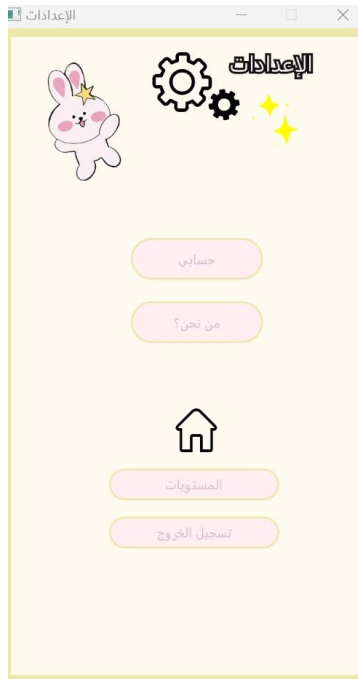 الإعدادات
الإعدادات
حسابي
من نحن؟
المستويات
تسجيل الخروج